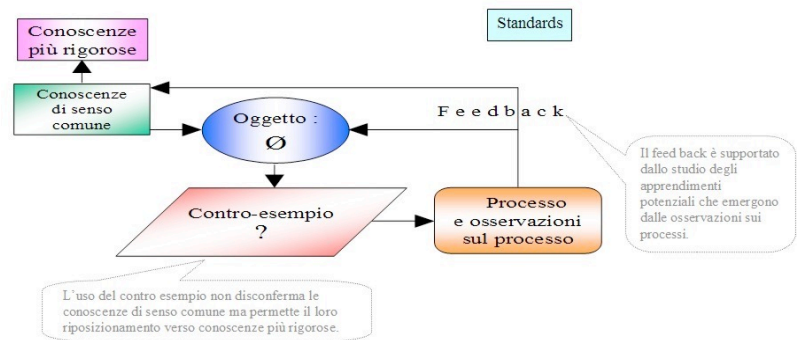 Conoscenze
più rigorose
Standards
Conoscenze
di senso
comune
Oggetto :
Ø
Feedback
Il feed back è supportato
dallo studio degli
apprendimenti
potenziali che emergono
dalle osservazioni sui
processi.
Contro-esempio
?
Processo
e osservazioni
sul processo
L'uso del contro esempio non disconferma le
conoscenze di senso comune ma permette il loro
riposizionamento verso conoscenze più rigorose.